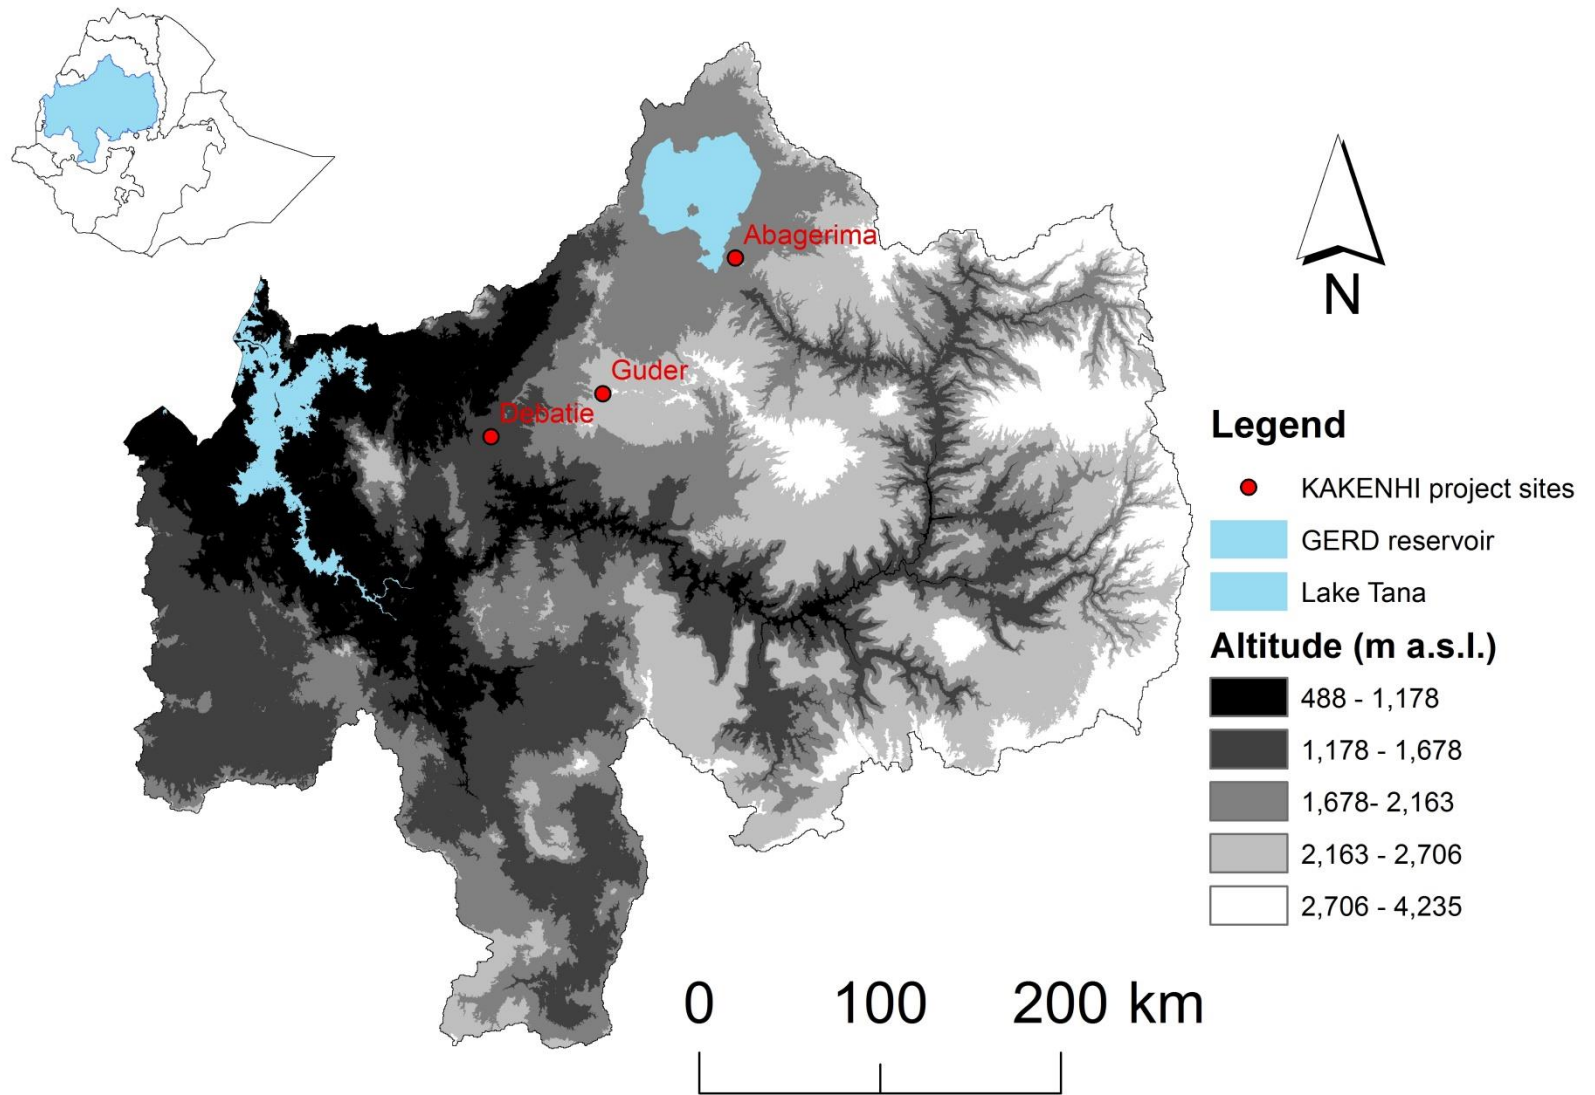 Abagerima
Guder
Debatie
N
Legend
KAKENHI project sites
GERD reservoir
Lake Tana
Altitude (m a.s.l.)
488 - 1,178
1,178 - 1,678
1,678- 2,163
2,163 - 2,706
2,706 - 4,235
0 100 200 km